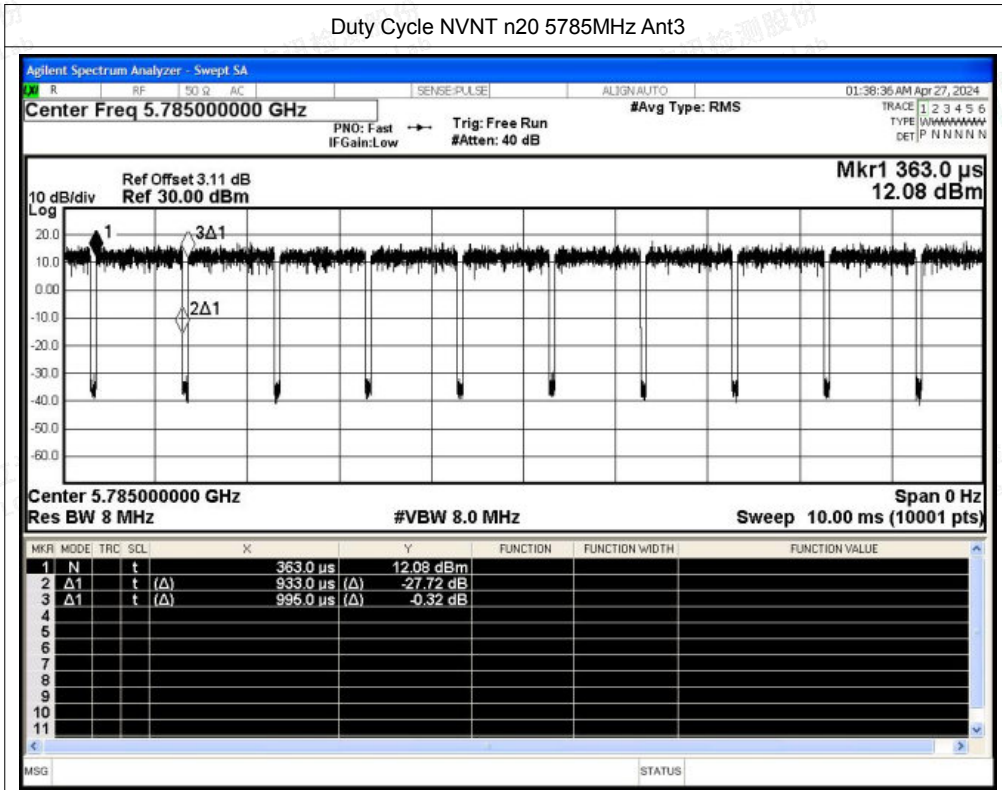 Duty Cycle NVNT n20 5785MHz Ant3
Agilent Spectrum Analyzer - Swept SA
R RF 50 Ω AC SENSE:PULSE ALIGN AUTO 01:38:36 AM Apr 27, 2024
Center Freq 5.785000000 GHz #Avg Type: RMS TRACE 1 2 3 4 5 6
PNO: Fast Trig: Free Run TYPE WWWWWW
IFGain:Low #Atten: 40 dB DET P N N N N N
Mkr1 363.0 µs
12.08 dBm
Ref Offset 3.11 dB
10 dB/div Ref 30.00 dBm
Log
20.0
10.0
0.00
-10.0
-20.0
-30.0
-40.0
-50.0
-60.0
1
3Δ1
2Δ1
Center 5.785000000 GHz Span 0 Hz
Res BW 8 MHz #VBW 8.0 MHz Sweep 10.00 ms (10001 pts)
MKR MODE TRC SCL X Y FUNCTION FUNCTION WIDTH FUNCTION VALUE
1 N t 363.0 µs 12.08 dBm
2 Δ1 t (Δ) 933.0 µs (Δ) -27.72 dB
3 Δ1 t (Δ) 995.0 µs (Δ) -0.32 dB
4
5
6
7
8
9
10
11
MSG STATUS